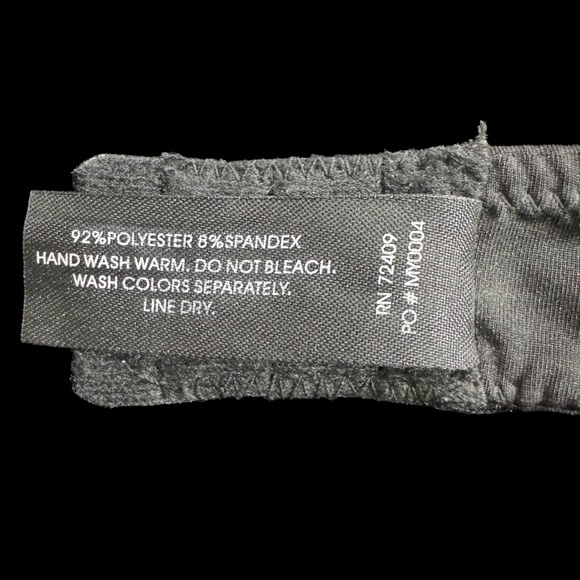 92%POLYESTER 8%SPANDEX
HAND WASH WARM. DO NOT BLEACH.
WASH COLORS SEPARATELY.
LINE DRY.
RN 72409
PO # MY0004